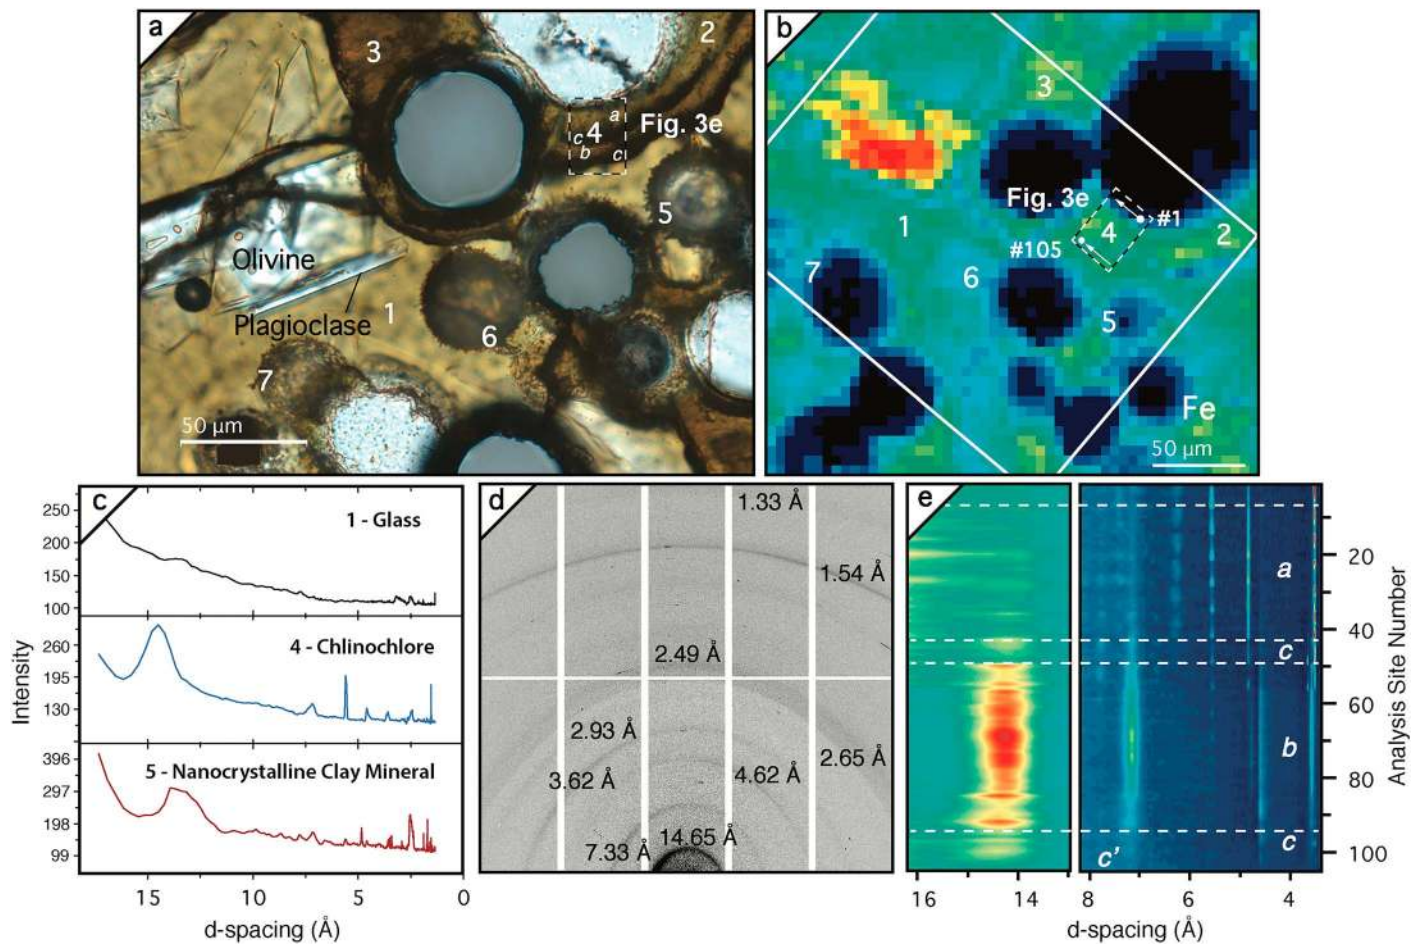 a
3
2
4
a
c
b
c
Fig. 3e
5
Olivine
Plagioclase
1
6
7
50 µm
b
3
Fig. 3e
4
#1
2
1
#105
7
6
5
Fe
50 µm
c
1 - Glass
250
200
150
100
4 - Chlinochlore
260
195
130
5 - Nanocrystalline Clay Mineral
396
297
198
99
Intensity
15
10
5
0
d-spacing (Å)
d
1.33 Å
1.54 Å
2.49 Å
2.93 Å
2.65 Å
3.62 Å
4.62 Å
7.33 Å
14.65 Å
e
a
c
b
c
c'
20
40
60
80
100
Analysis Site Number
16
14
8
6
4
d-spacing (Å)